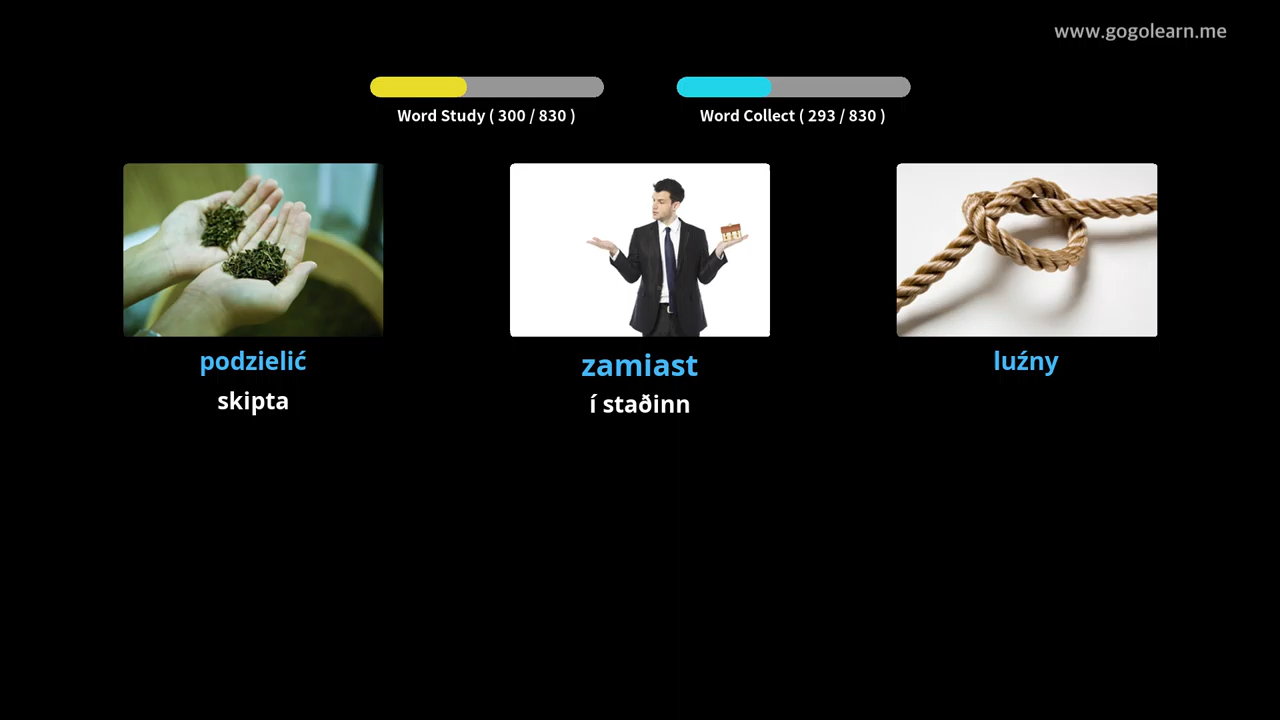 www.gogolearn.me
Word Study ( 300 / 830 )
Word Collect ( 293 / 830 )
podzielić
zamiast
luźny
skipta
í staðinn